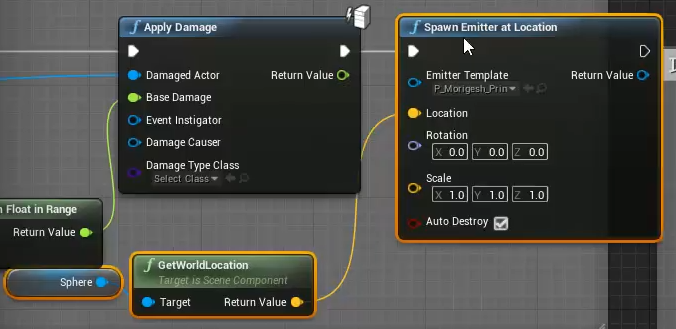 Apply Damage
Damaged Actor
Return Value
Base Damage
Event Instigator
Damage Causer
Damage Type Class
Select Class
Spawn Emitter at Location
Emitter Template
Return Value
P_Morigesh_Prin
Location
Rotation
X 0.0 Y 0.0 Z 0.0
Scale
X 1.0 Y 1.0 Z 1.0
Auto Destroy
Float in Range
Return Value
Sphere
GetWorldLocation
Target is Scene Component
Target
Return Value